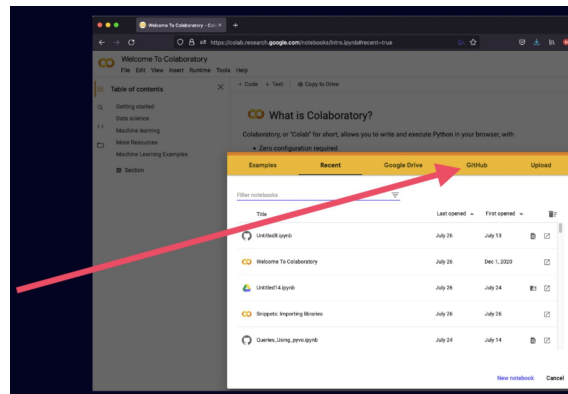 Welcome To Colaboratory - Col
https://colab.research.google.com/notebooks/intro.ipynb#recent=true
Welcome To Colaboratory
File Edit View Insert Runtime Tools Help
Table of contents
+ Code + Text Copy to Drive
Getting started
Data science
Machine learning
More Resources
Machine Learning Examples
Section
What is Colaboratory?
Colaboratory, or "Colab" for short, allows you to write and execute Python in your browser, with
• Zero configuration required
Examples Recent Google Drive GitHub Upload
Filter notebooks
Title Last opened First opened
Untitled8.ipynb July 26 July 13
Welcome To Colaboratory July 26 Dec 1, 2020
Untitled14.ipynb July 26 July 24
Snippets: Importing libraries July 26 July 26
Queries_Using_pyvo.ipynb July 24 July 14
New notebook Cancel